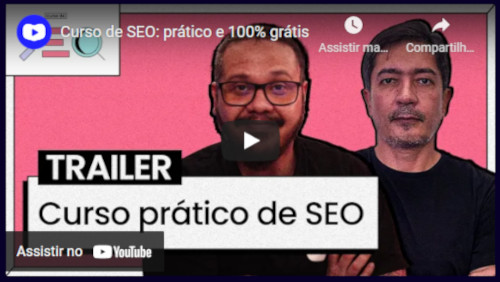 Curso de SEO: prático e 100% grátis
Assistir ma...
Compartilh...
TRAILER
Curso prático de SEO
Assistir no YouTube